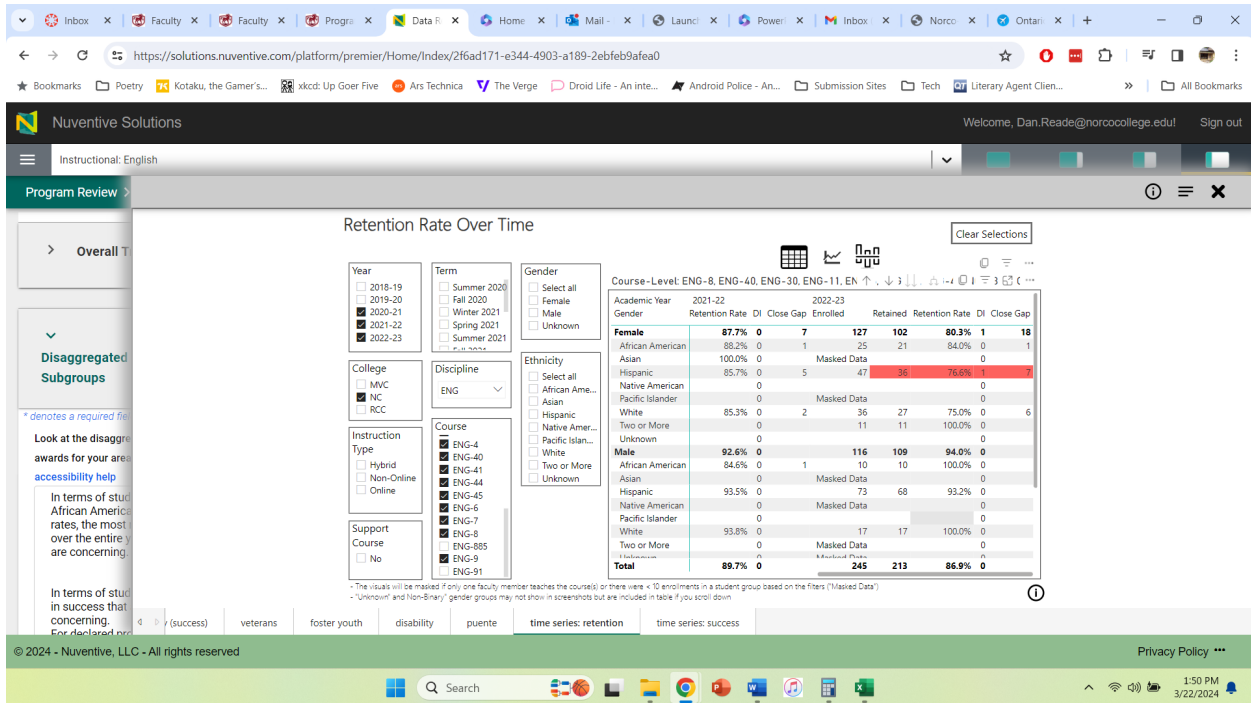 Inbox
Faculty
Faculty
Progra
Data R
Home
Mail -
Launc
Power
Inbox
Norco
Ontari
https://solutions.nuventive.com/platform/premier/Home/Index/2f6ad171-e344-4903-a189-2ebfeb9afea0
Bookmarks Poetry Kotaku, the Gamer's... xkcd: Up Goer Five Ars Technica The Verge Droid Life - An inte... Android Police - An... Submission Sites Tech Literary Agent Clien... » All Bookmarks
Nuventive Solutions Welcome, Dan.Reade@norcocollege.edu! Sign out
Instructional: English
Program Review >
Overall T
Disaggregated
Subgroups
* denotes a required fie
Look at the disaggre
awards for your area
accessibility help
In terms of stud
African America
rates, the most
over the entire y
are concerning.
In terms of stud
in success that
concerning.
For declared pro
Retention Rate Over Time
Clear Selections
Year
2018-19
2019-20
2020-21
2021-22
2022-23
Term
Summer 2020
Fall 2020
Winter 2021
Spring 2021
Summer 2021
Fall 2021
Gender
Select all
Female
Male
Unknown
College
MVC
NC
RCC
Discipline
ENG
Ethnicity
Select all
African Ame...
Asian
Hispanic
Native Amer...
Pacific Islan...
White
Two or More
Unknown
Instruction
Type
Hybrid
Non-Online
Online
Course
ENG-4
ENG-40
ENG-41
ENG-44
ENG-45
ENG-6
ENG-7
ENG-8
ENG-885
ENG-9
ENG-91
Support
Course
No
Course-Level: ENG-8, ENG-40, ENG-30, ENG-11, EN
Academic Year 2021-22 2022-23
Gender Retention Rate DI Close Gap Enrolled Retained Retention Rate DI Close Gap
Female 87.7% 0 7 127 102 80.3% 1 18
African American 88.2% 0 1 25 21 84.0% 0 1
Asian 100.0% 0 Masked Data 0
Hispanic 85.7% 0 5 47 36 76.6% 1 7
Native American 0 0
Pacific Islander 0 Masked Data 0
White 85.3% 0 2 36 27 75.0% 0 6
Two or More 0 11 11 100.0% 0
Unknown 0 0
Male 92.6% 0 116 109 94.0% 0
African American 84.6% 0 1 10 10 100.0% 0
Asian 0 Masked Data 0
Hispanic 93.5% 0 73 68 93.2% 0
Native American 0 Masked Data 0
Pacific Islander 0 0
White 93.8% 0 17 17 100.0% 0
Two or More 0 Masked Data 0
Unknown 0 Masked Data 0
Total 89.7% 0 245 213 86.9% 0
- The visuals will be masked if only one faculty member teaches the course(s) or there were < 10 enrollments in a student group based on the filters ("Masked Data")
- "Unknown" and Non-Binary" gender groups may not show in screenshots but are included in table if you scroll down
(success) veterans foster youth disability puente time series: retention time series: success
© 2024 - Nuventive, LLC - All rights reserved Privacy Policy •••
Search
1:50 PM
3/22/2024